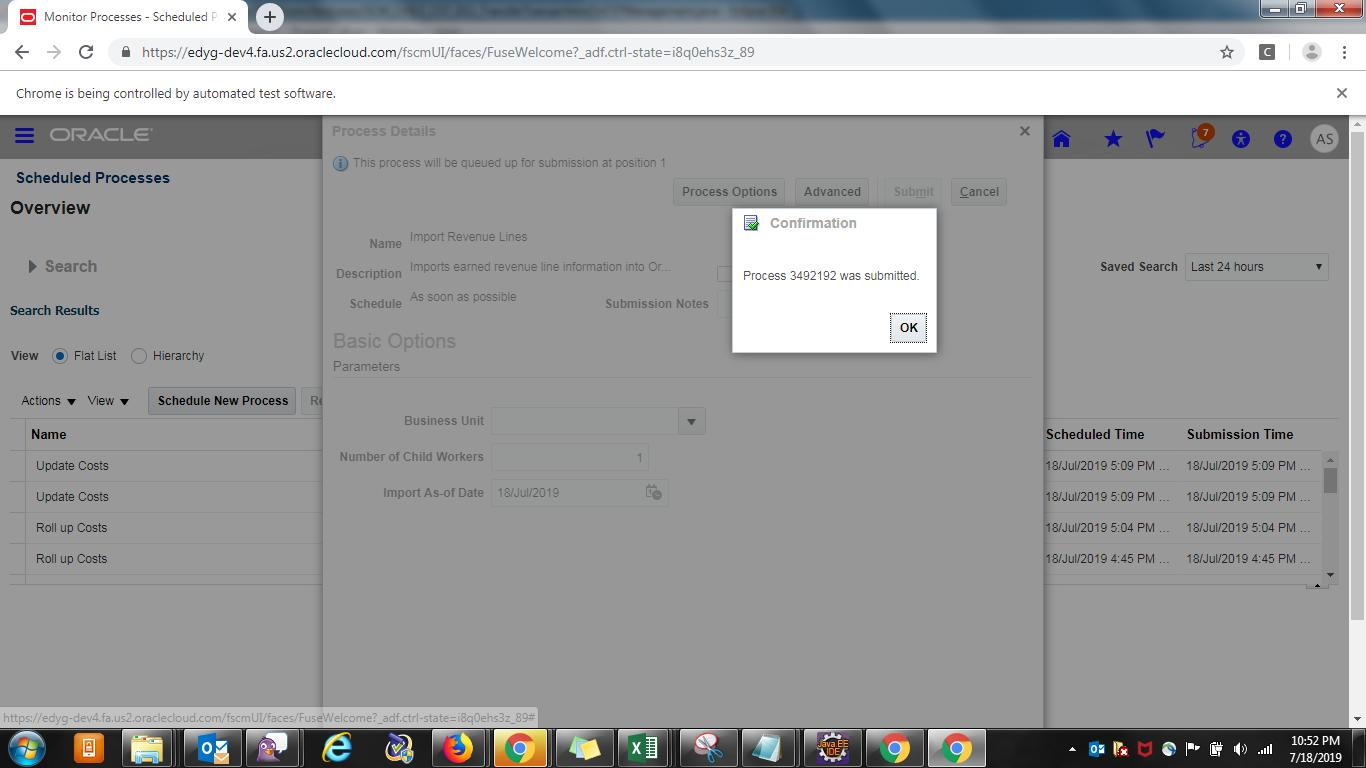 Monitor Processes - Scheduled P
https://edyg-dev4.fa.us2.oraclecloud.com/fscmUI/faces/FuseWelcome?_adf.ctrl-state=i8q0ehs3z_89
C
Chrome is being controlled by automated test software.
ORACLE
Process Details
7
AS
This process will be queued up for submission at position 1
Scheduled Processes
Process Options
Advanced
Submit
Cancel
Overview
Confirmation
Name
Import Revenue Lines
Search
Description
Imports earned revenue line information into Or...
Process 3492192 was submitted.
Saved Search
Last 24 hours
Schedule
As soon as possible
Submission Notes
Search Results
OK
Basic Options
View
Flat List
Hierarchy
Parameters
Actions
View
Schedule New Process
Re
Business Unit
Name
Scheduled Time
Submission Time
Number of Child Workers
1
Update Costs
18/Jul/2019 5:09 PM ...
18/Jul/2019 5:09 PM ...
Import As-of Date
18/Jul/2019
Update Costs
18/Jul/2019 5:09 PM ...
18/Jul/2019 5:09 PM ...
Roll up Costs
18/Jul/2019 5:04 PM ...
18/Jul/2019 5:04 PM ...
Roll up Costs
18/Jul/2019 4:45 PM ...
18/Jul/2019 4:45 PM ...
https://edyg-dev4.fa.us2.oraclecloud.com/fscmUI/faces/FuseWelcome?_adf.ctrl-state=i8q0ehs3z_89#
Java EE
IDE
10:52 PM
7/18/2019